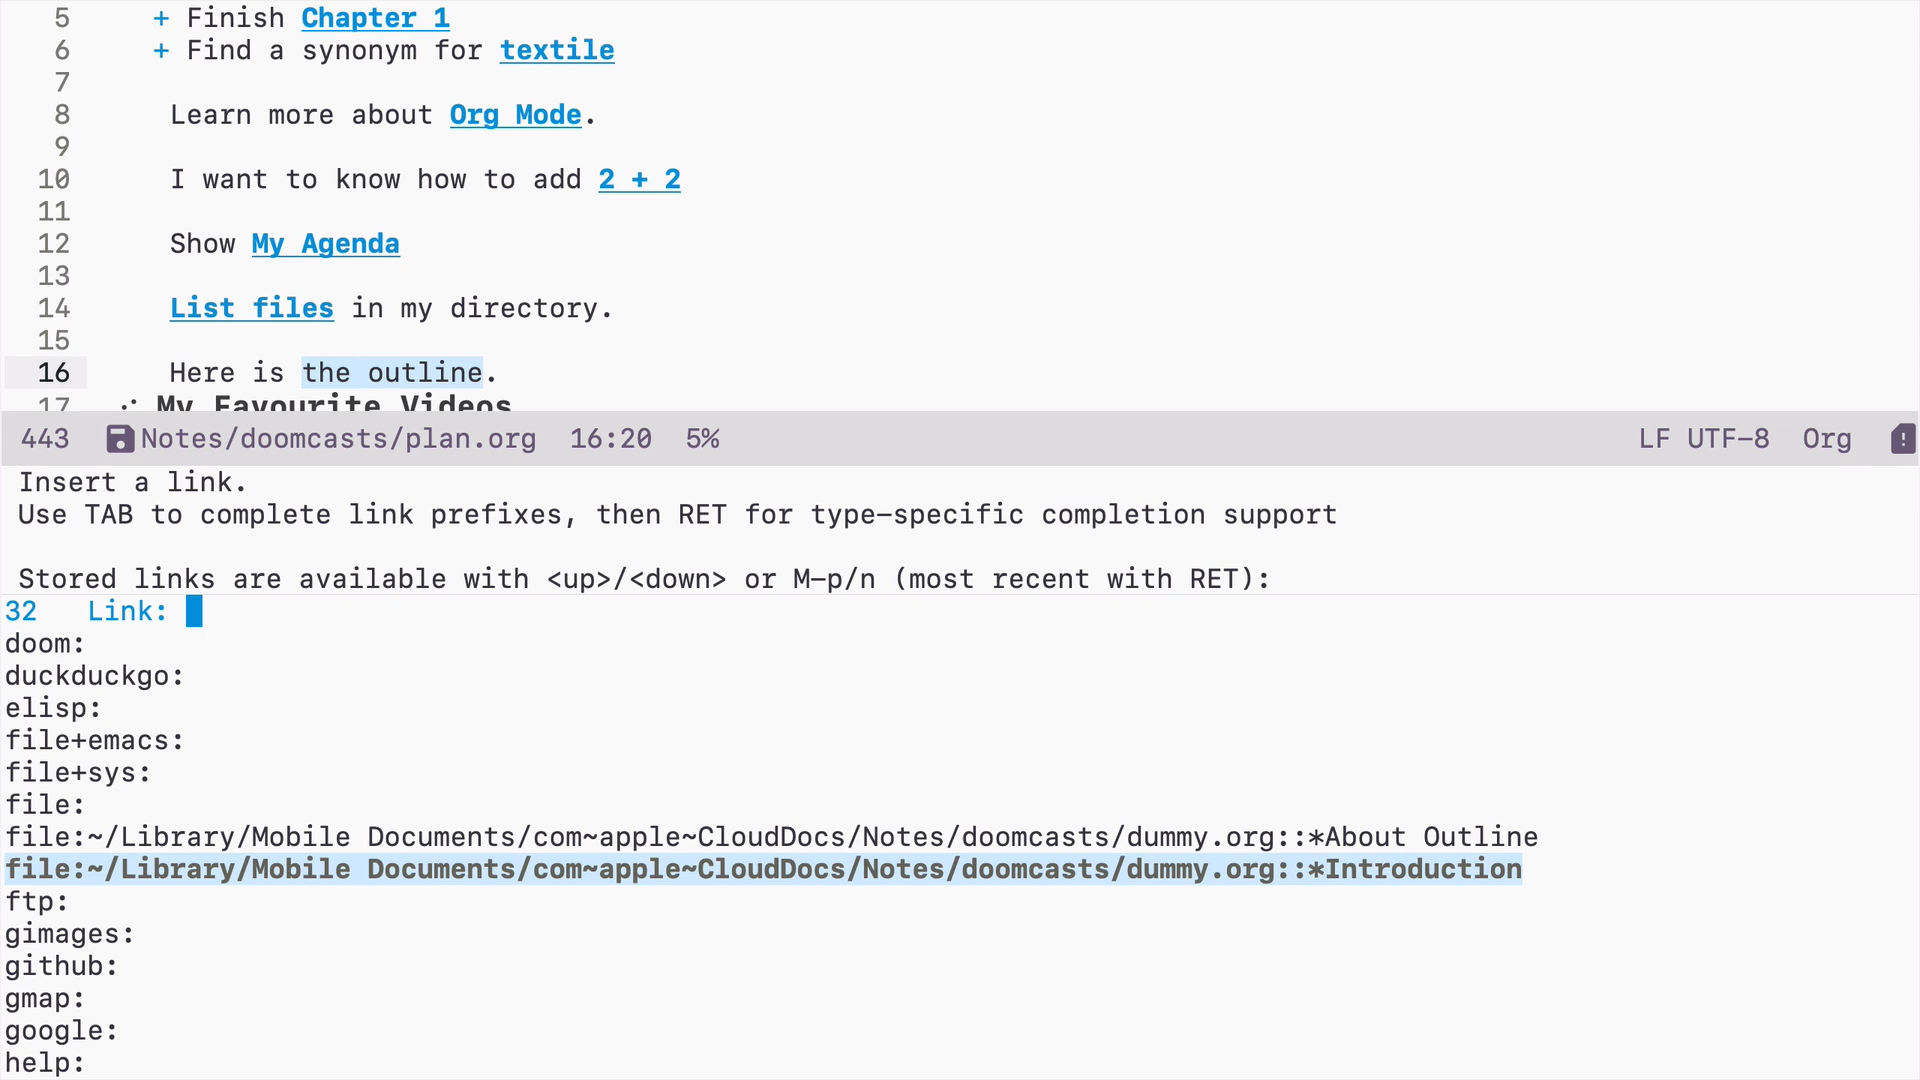 5 + Finish Chapter 1
6 + Find a synonym for textile
7
8 Learn more about Org Mode.
9
10 I want to know how to add 2 + 2
11
12 Show My Agenda
13
14 List files in my directory.
15
16 Here is the outline.
17 My Favourite Videos
443 Notes/doomcasts/plan.org 16:20 5% LF UTF-8 Org
Insert a link.
Use TAB to complete link prefixes, then RET for type-specific completion support
Stored links are available with <up>/<down> or M-p/n (most recent with RET):
32 Link:
doom:
duckduckgo:
elisp:
file+emacs:
file+sys:
file:
file:~/Library/Mobile Documents/com~apple~CloudDocs/Notes/doomcasts/dummy.org::*About Outline
file:~/Library/Mobile Documents/com~apple~CloudDocs/Notes/doomcasts/dummy.org::*Introduction
ftp:
gimages:
github:
gmap:
google:
help: